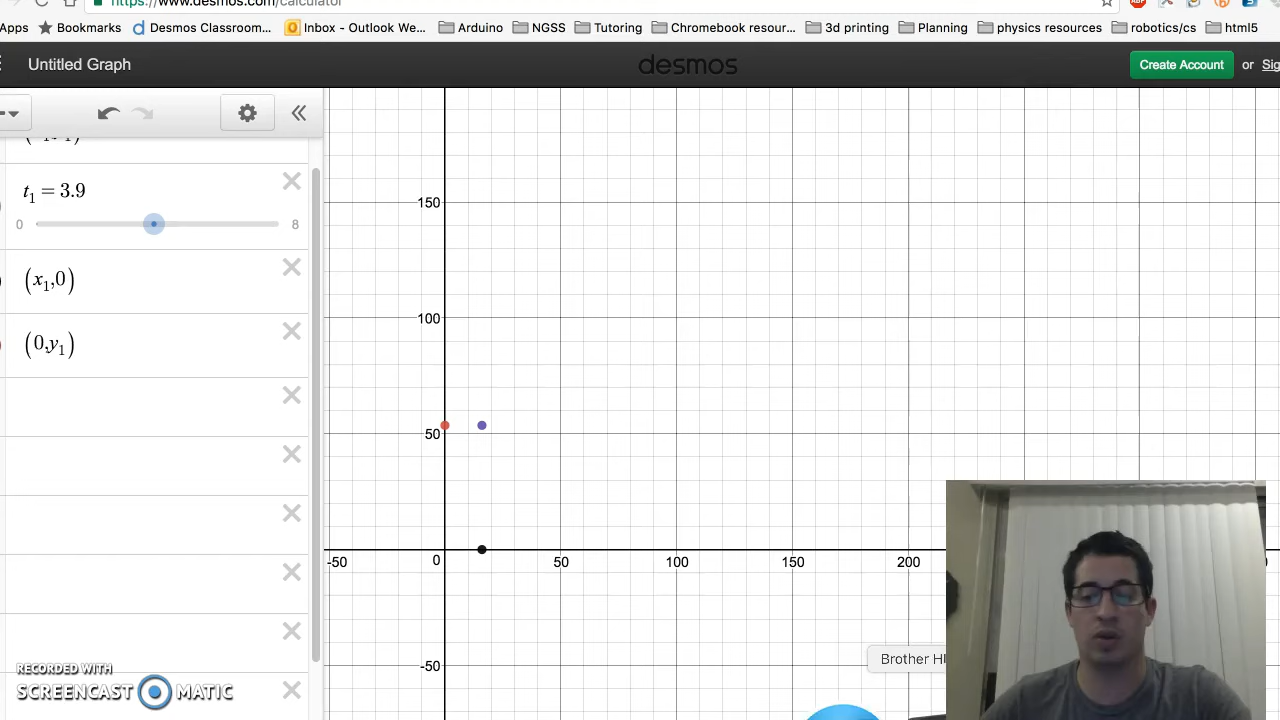 https://www.desmos.com/calculator
Apps Bookmarks Desmos Classroom... Inbox - Outlook We... Arduino NGSS Tutoring Chromebook resour... 3d printing Planning physics resources robotics/cs html5
Untitled Graph desmos Create Account or Sig
t₁ = 3.9
0 8
(x₁,0)
(0,y₁)
150
100
50
-50 0 50 100 150 200
-50
Brother HL
RECORDED WITH
SCREENCAST MATIC